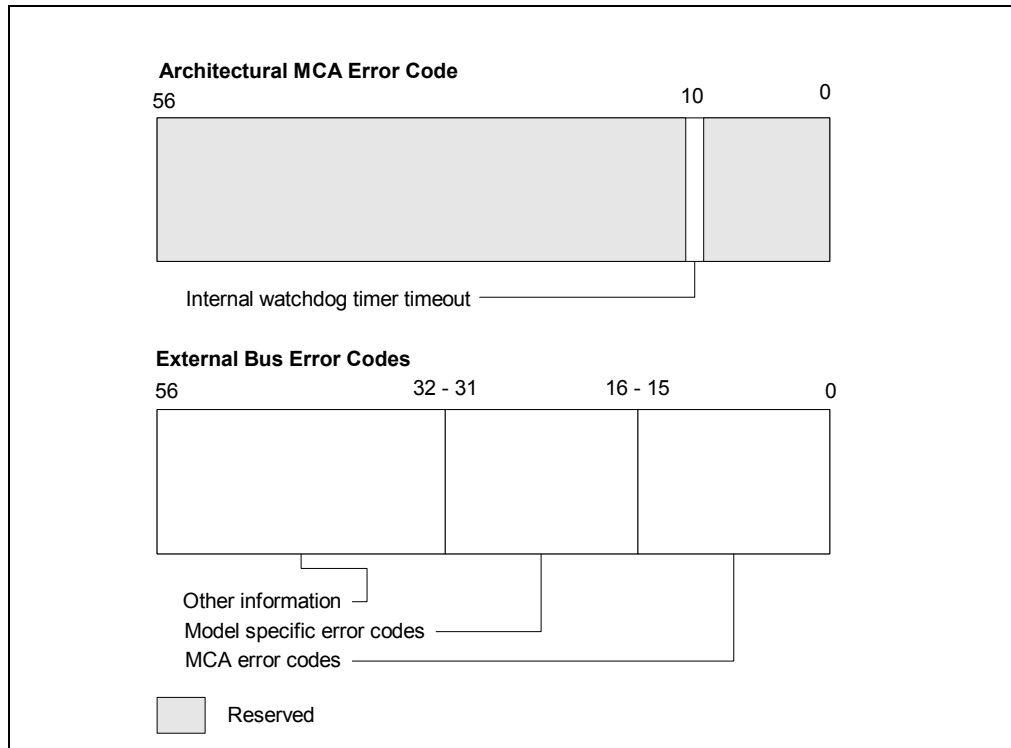 Architectural MCA Error Code
56 10 0
Internal watchdog timer timeout
External Bus Error Codes
56 32 - 31 16 - 15 0
Other information
Model specific error codes
MCA error codes
Reserved